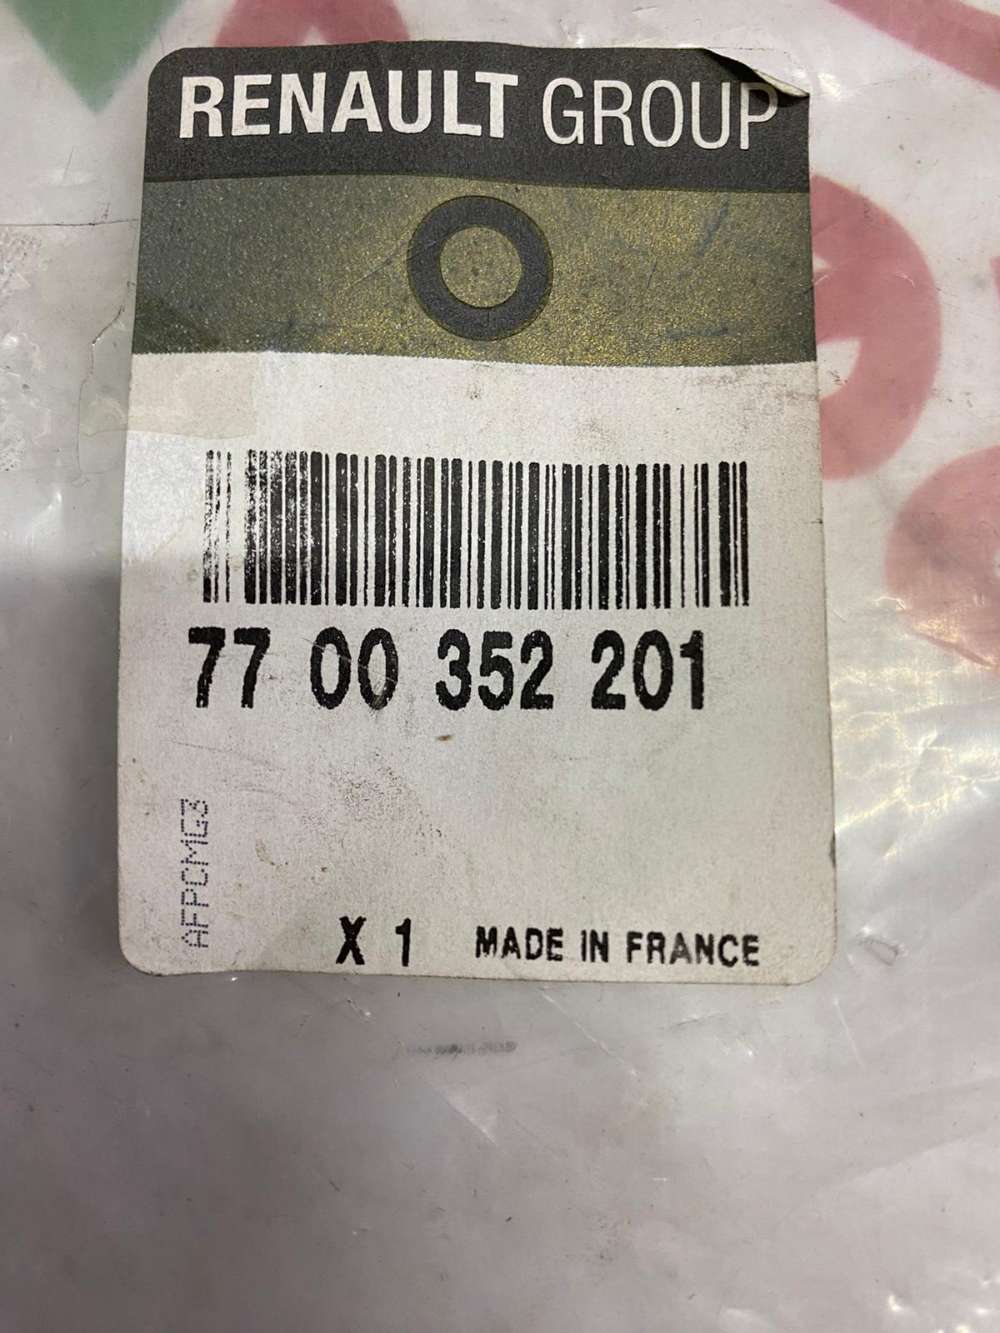 RENAULT GROUP
77 00 352 201
AFPCMG3
X 1 MADE IN FRANCE